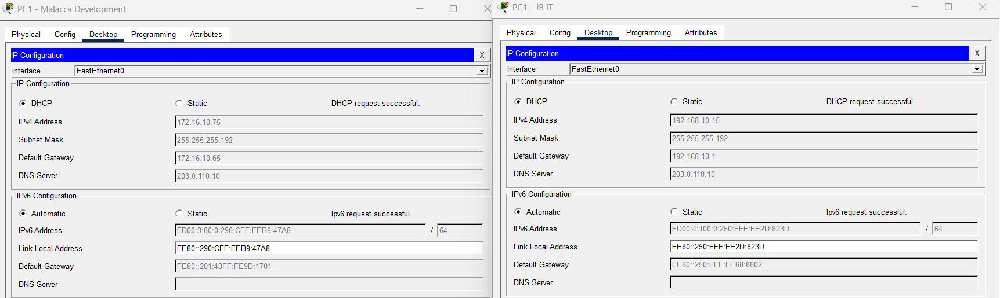 PC1 - Malacca Development
Physical Config Desktop Programming Attributes
IP Configuration X
Interface FastEthernet0
IP Configuration
DHCP Static DHCP request successful.
IPv4 Address 172.16.10.75
Subnet Mask 255.255.255.192
Default Gateway 172.16.10.65
DNS Server 203.0.110.10
IPv6 Configuration
Automatic Static Ipv6 request successful.
IPv6 Address FD00:3:80:0:290:CFF:FEB9:47A8 / 64
Link Local Address FE80::290:CFF:FEB9:47A8
Default Gateway FE80::201:43FF:FE9D:1701
DNS Server
PC1 - JB IT
Physical Config Desktop Programming Attributes
IP Configuration X
Interface FastEthernet0
IP Configuration
DHCP Static DHCP request successful.
IPv4 Address 192.168.10.15
Subnet Mask 255.255.255.192
Default Gateway 192.168.10.1
DNS Server 203.0.110.10
IPv6 Configuration
Automatic Static Ipv6 request successful.
IPv6 Address FD00:4:100:0:250:FFF:FE2D:823D / 64
Link Local Address FE80::250:FFF:FE2D:823D
Default Gateway FE80::250:FFF:FE68:8602
DNS Server